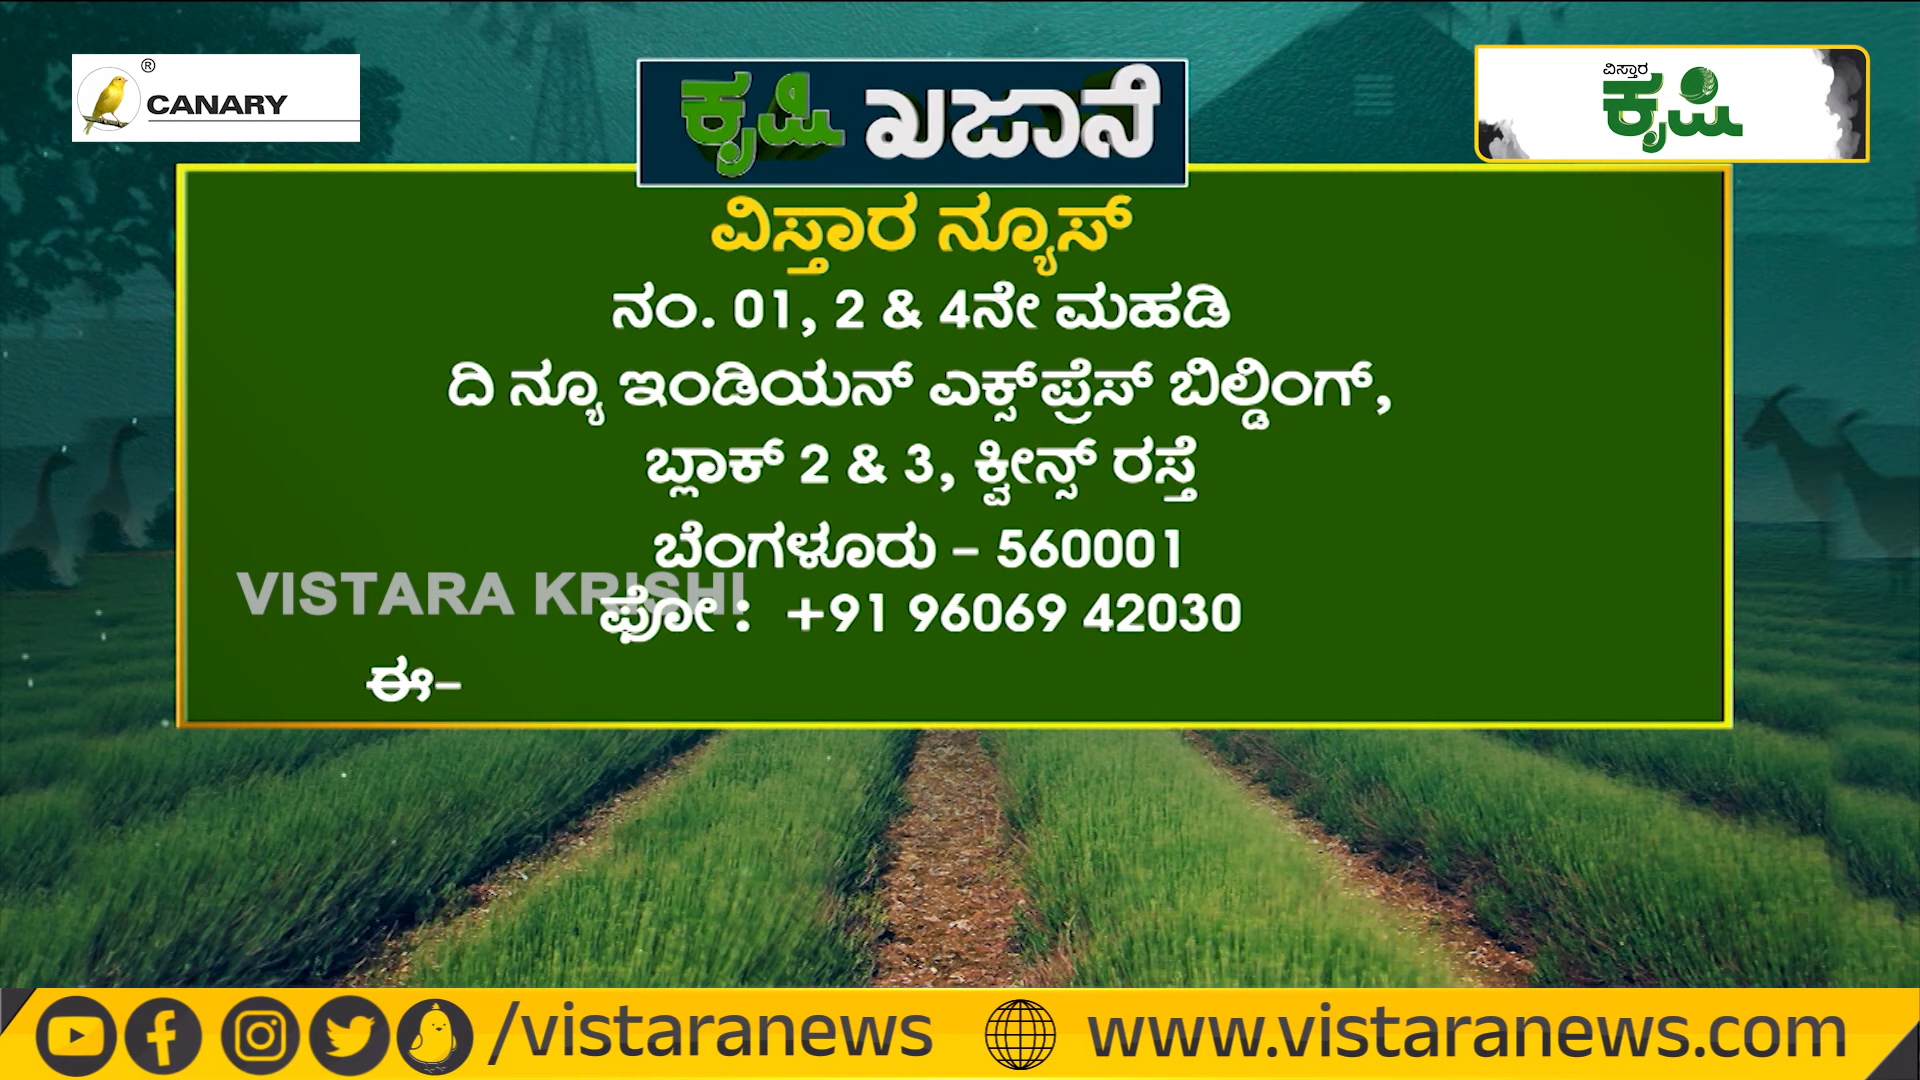 ® CANARY
ಕೃಷಿ ಖಜಾನೆ
ವಿಸ್ತಾರ
ಕೃಷಿ
ವಿಸ್ತಾರ ನ್ಯೂಸ್
ನಂ. 01, 2 & 4ನೇ ಮಹಡಿ
ದಿ ನ್ಯೂ ಇಂಡಿಯನ್ ಎಕ್ಸ್‌ಪ್ರೆಸ್ ಬಿಲ್ಡಿಂಗ್,
ಬ್ಲಾಕ್ 2 & 3, ಕ್ವೀನ್ಸ್ ರಸ್ತೆ
ಬೆಂಗಳೂರು – 560001
VISTARA KRISHI
ಫೋ : +91 96069 42030
ಈ–
/vistaranews www.vistaranews.com